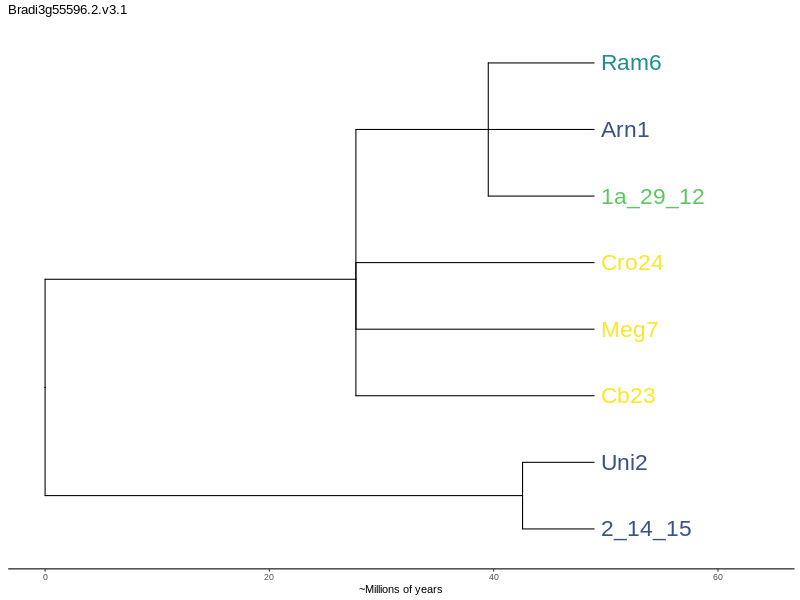 Bradi3g55596.2.v3.1
Ram6
Arn1
1a_29_12
Cro24
Meg7
Cb23
Uni2
2_14_15
0 20 40 60
~Millions of years